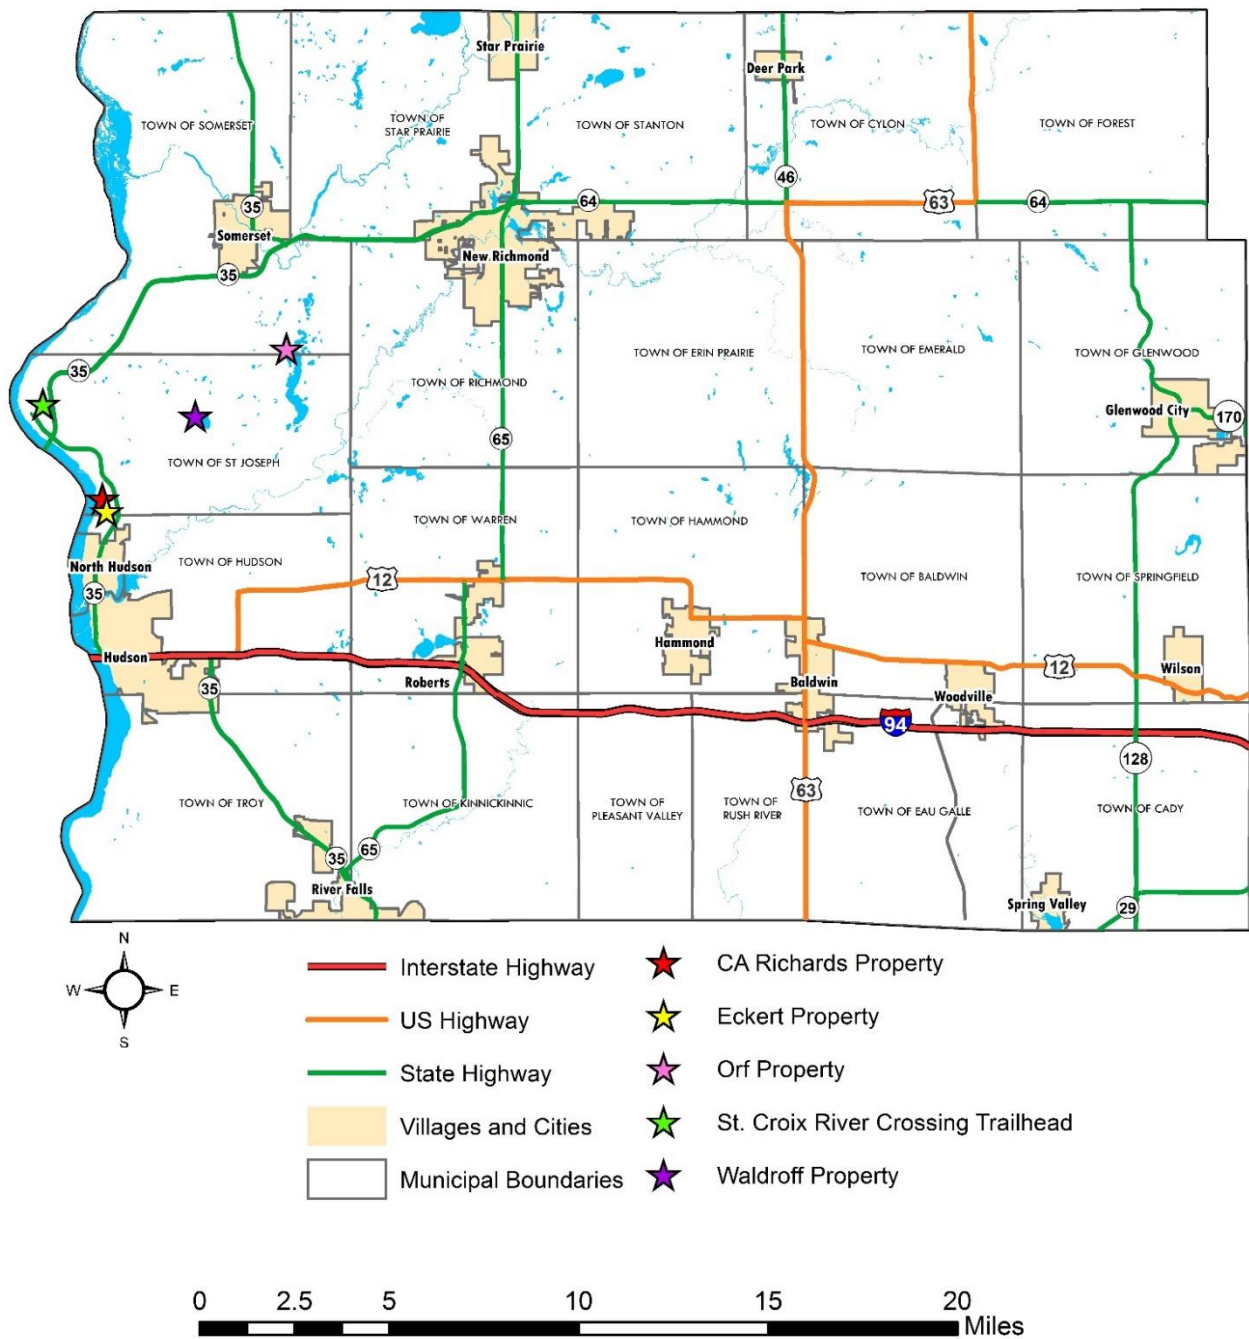 Star Prairie
Deer Park
TOWN OF SOMERSET
TOWN OF
STAR PRAIRIE
TOWN OF STANTON
TOWN OF CYLON
TOWN OF FOREST
46
35
64
63
64
Somerset
New Richmond
35
TOWN OF ERIN PRAIRIE
TOWN OF EMERALD
TOWN OF GLENWOOD
35
TOWN OF RICHMOND
Glenwood City
170
65
TOWN OF ST JOSEPH
TOWN OF WARREN
TOWN OF HAMMOND
TOWN OF HUDSON
North Hudson
12
TOWN OF BALDWIN
TOWN OF SPRINGFIELD
35
Hammond
Hudson
12
Wilson
Roberts
Baldwin
Woodville
35
94
128
63
TOWN OF TROY
TOWN OF KINNICKINNIC
TOWN OF
PLEASANT VALLEY
TOWN OF
RUSH RIVER
TOWN OF EAU GALLE
TOWN OF CADY
35
65
River Falls
Spring Valley
29
N
W
E
S
Interstate Highway
US Highway
State Highway
Villages and Cities
Municipal Boundaries
CA Richards Property
Eckert Property
Orf Property
St. Croix River Crossing Trailhead
Waldroff Property
0 2.5 5 10 15 20
Miles